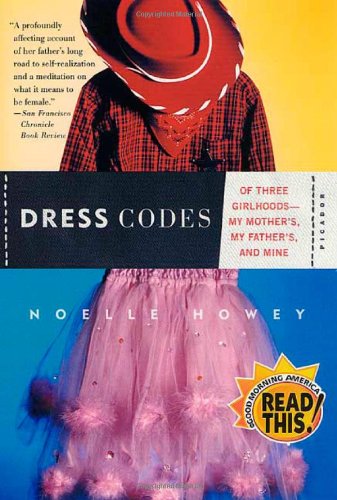 “A profoundly
affecting account of
her father’s long
road to self-realization
and a meditation on
what it means to
be female.”
—San Francisco
Chronicle
Book Review
DRESS CODES
OF THREE
GIRLHOODS—
MY MOTHER’S,
MY FATHER’S,
AND MINE
PICADOR
NOELLE HOWEY
GOOD MORNING AMERICA
READ
THIS!
Copyrighted Material